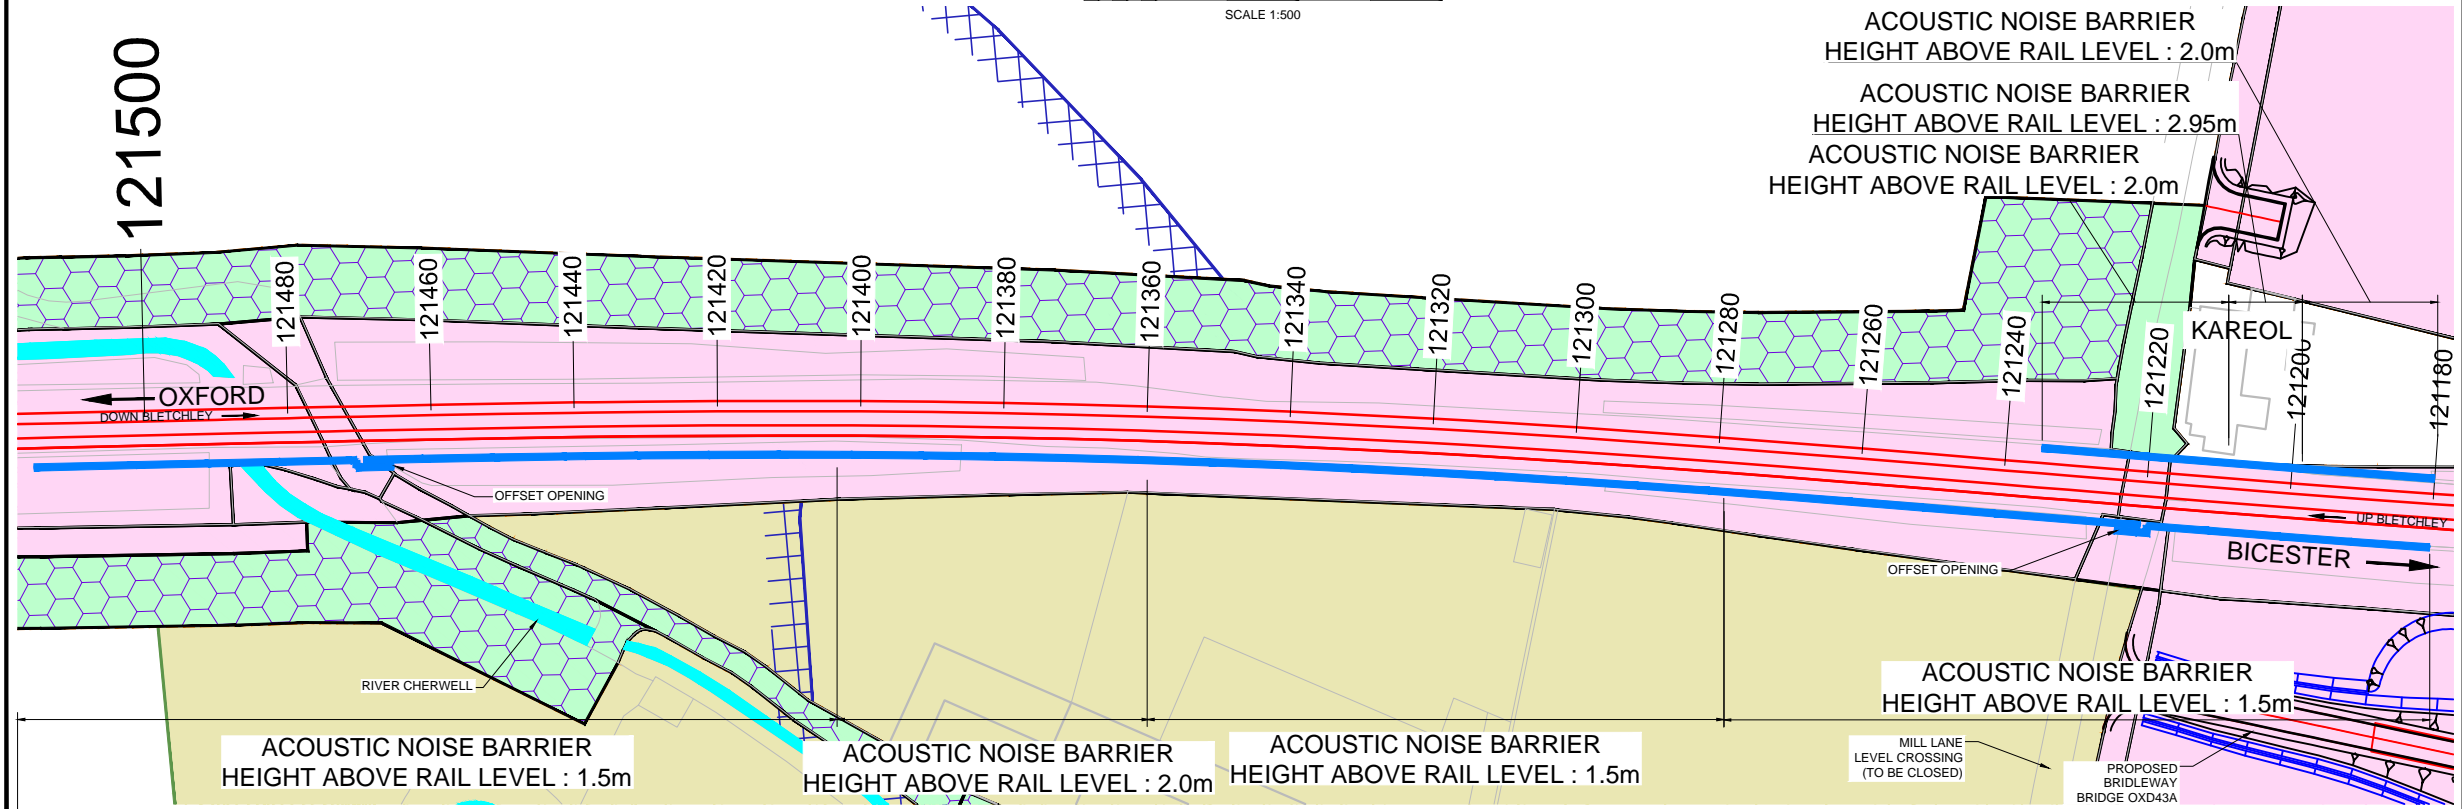 SCALE 1:500
ACOUSTIC NOISE BARRIER
HEIGHT ABOVE RAIL LEVEL : 2.0m
ACOUSTIC NOISE BARRIER
HEIGHT ABOVE RAIL LEVEL : 2.95m
ACOUSTIC NOISE BARRIER
HEIGHT ABOVE RAIL LEVEL : 2.0m
121500
121480
121460
121440
121420
121400
121380
121360
121340
121320
121300
121280
121260
121240
121220
121200
121180
KAREOL
OXFORD
DOWN BLETCHLEY
OFFSET OPENING
UP BLETCHLEY
BICESTER
OFFSET OPENING
RIVER CHERWELL
ACOUSTIC NOISE BARRIER
HEIGHT ABOVE RAIL LEVEL : 1.5m
ACOUSTIC NOISE BARRIER
HEIGHT ABOVE RAIL LEVEL : 1.5m
ACOUSTIC NOISE BARRIER
HEIGHT ABOVE RAIL LEVEL : 2.0m
ACOUSTIC NOISE BARRIER
HEIGHT ABOVE RAIL LEVEL : 1.5m
MILL LANE
LEVEL CROSSING
(TO BE CLOSED)
PROPOSED
BRIDLEWAY
BRIDGE OXD43A